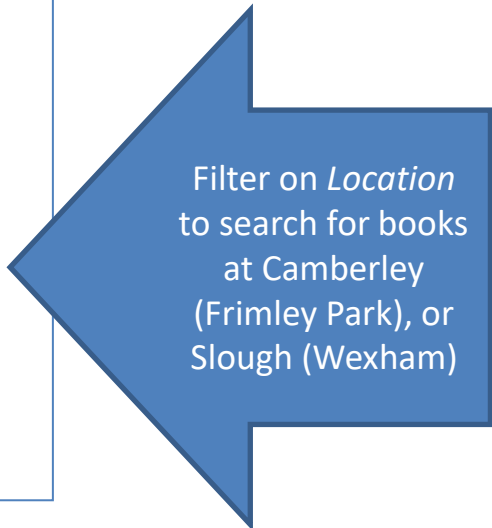 Filter on Location
to search for books
at Camberley
(Frimley Park), or
Slough (Wexham)